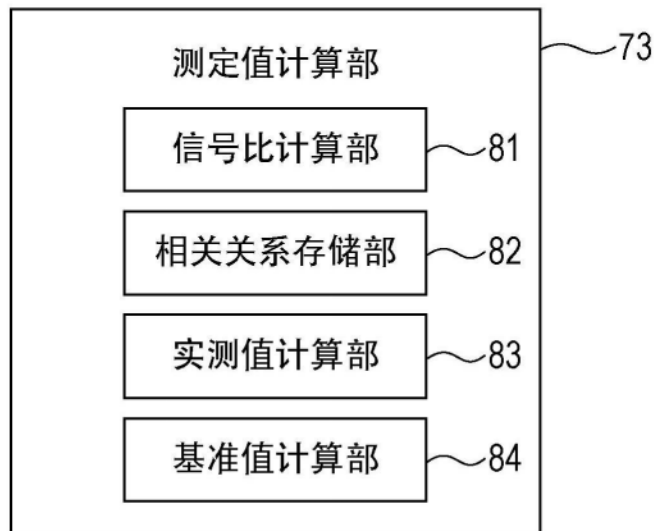 测定值计算部 73
信号比计算部 81
相关关系存储部 82
实测值计算部 83
基准值计算部 84